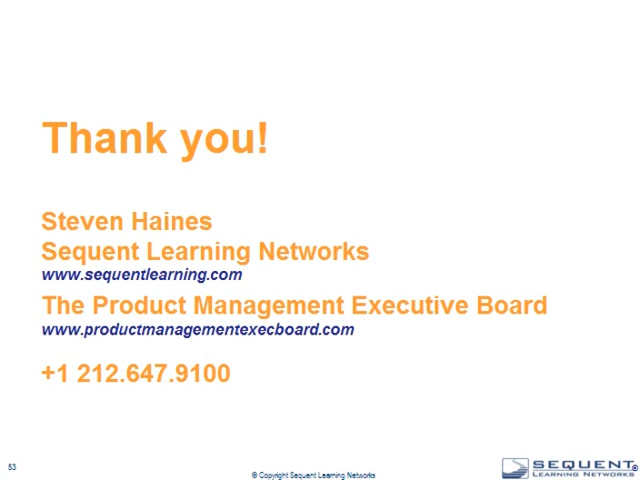 Thank you!
Steven Haines
Sequent Learning Networks
www.sequentlearning.com
The Product Management Executive Board
www.productmanagementexecboard.com
+1 212.647.9100
53
© Copyright Sequent Learning Networks
SEQUENT®
LEARNING NETWORKS